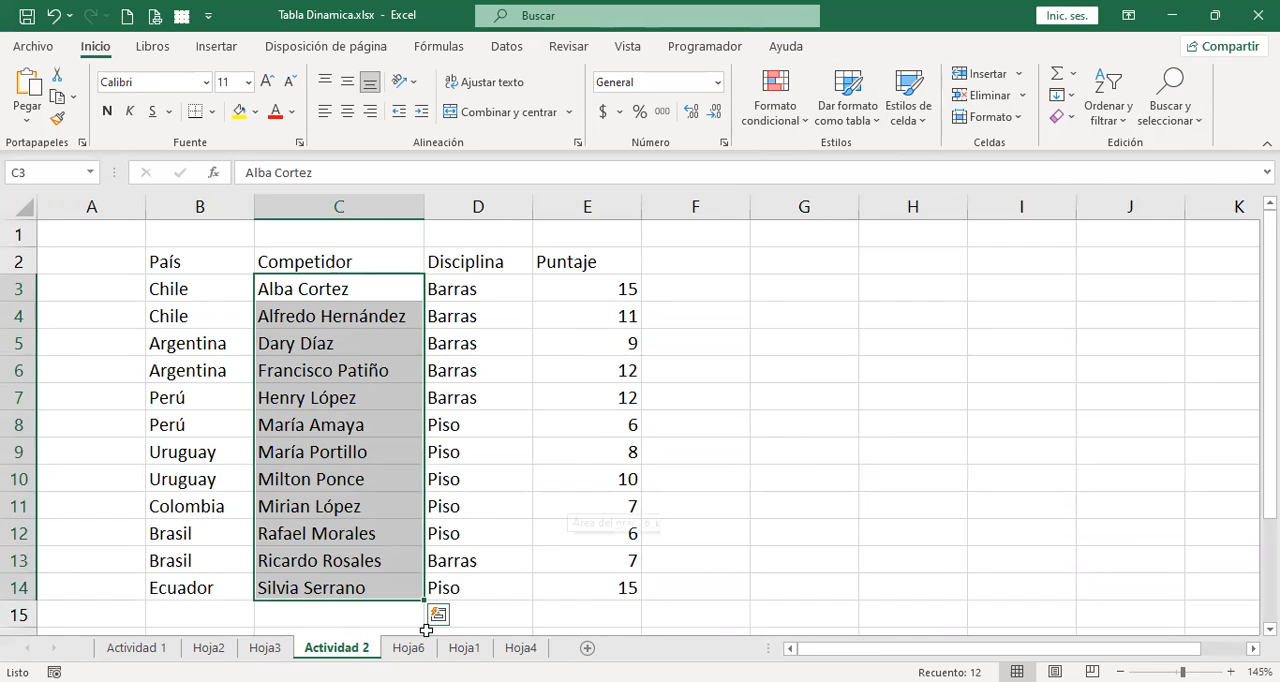 Tabla Dinamica.xlsx - Excel
Buscar
Inic. ses.
Archivo Inicio Libros Insertar Disposición de página Fórmulas Datos Revisar Vista Programador Ayuda
Compartir
Pegar
Calibri 11
N K S
Ajustar texto
Combinar y centrar
General
$ % 000
Formato condicional
Dar formato como tabla
Estilos de celda
Insertar
Eliminar
Formato
Ordenar y filtrar
Buscar y seleccionar
Portapapeles Fuente Alineación Número Estilos Celdas Edición
C3 fx Alba Cortez
A B C D E F G H I J K
1
2 País Competidor Disciplina Puntaje
3 Chile Alba Cortez Barras 15
4 Chile Alfredo Hernández Barras 11
5 Argentina Dary Díaz Barras 9
6 Argentina Francisco Patiño Barras 12
7 Perú Henry López Barras 12
8 Perú María Amaya Piso 6
9 Uruguay María Portillo Piso 8
10 Uruguay Milton Ponce Piso 10
11 Colombia Mirian López Piso 7
12 Brasil Rafael Morales Piso 6
13 Brasil Ricardo Rosales Barras 7
14 Ecuador Silvia Serrano Piso 15
15
Actividad 1 Hoja2 Hoja3 Actividad 2 Hoja6 Hoja1 Hoja4
Listo Recuento: 12 145%